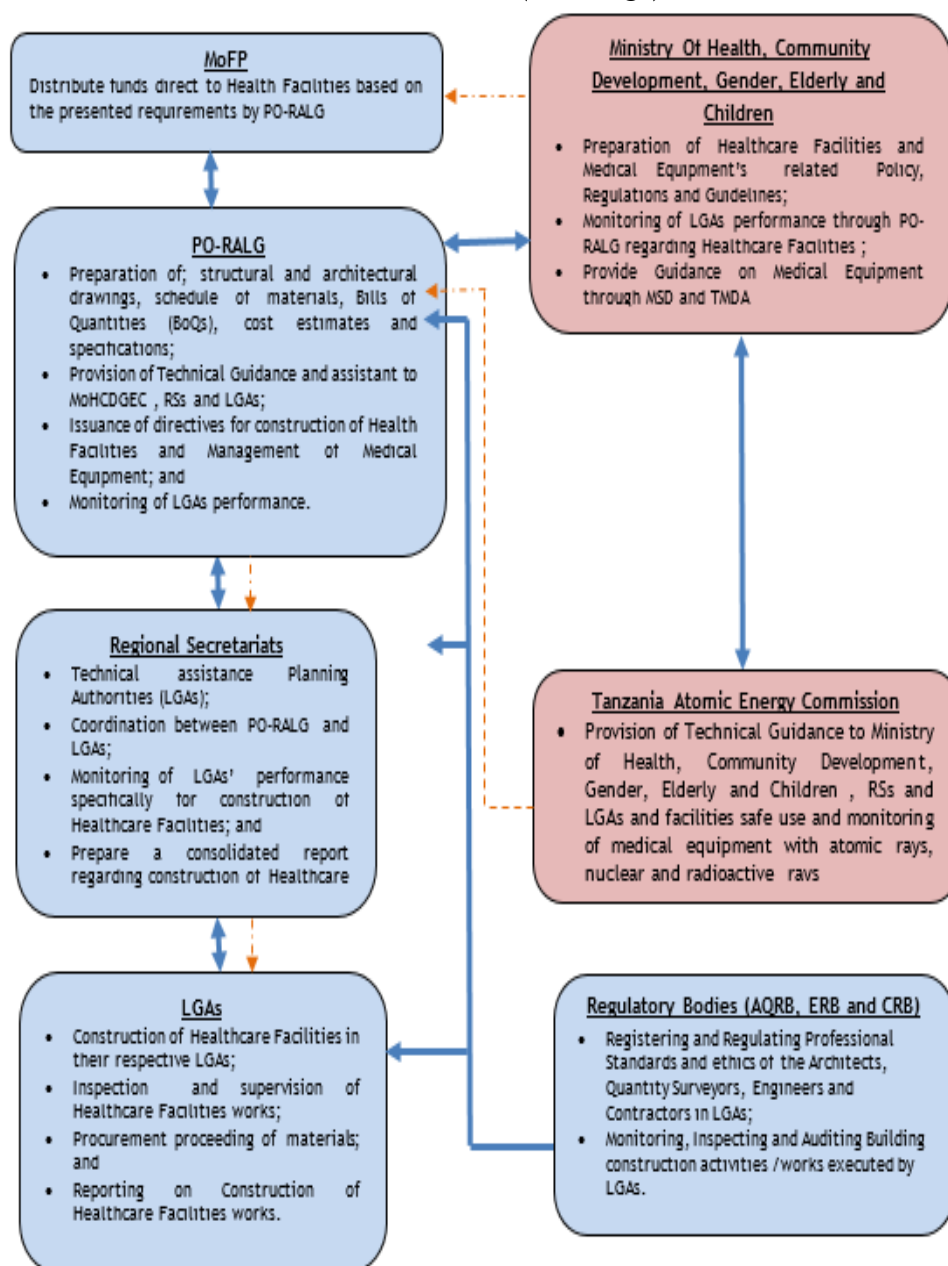 MoFP
Distribute funds direct to Health Facilities based on
the presented requirements by PO-RALG
Ministry Of Health, Community
Development, Gender, Elderly and
Children
• Preparation of Healthcare Facilities and
Medical Equipment's related Policy,
Regulations and Guidelines;
• Monitoring of LGAs performance through PO-
RALG regarding Healthcare Facilities ;
• Provide Guidance on Medical Equipment
through MSD and TMDA
PO-RALG
• Preparation of; structural and architectural
drawings, schedule of materials, Bills of
Quantities (BoQs), cost estimates and
specifications;
• Provision of Technical Guidance and assistant to
MoHCDGEC , RSs and LGAs;
• Issuance of directives for construction of Health
Facilities and Management of Medical
Equipment; and
• Monitoring of LGAs performance.
Regional Secretariats
• Technical assistance Planning
Authorities (LGAs);
• Coordination between PO-RALG and
LGAs;
• Monitoring of LGAs' performance
specifically for construction of
Healthcare Facilities; and
• Prepare a consolidated report
regarding construction of Healthcare
Tanzania Atomic Energy Commission
• Provision of Technical Guidance to Ministry
of Health, Community Development,
Gender, Elderly and Children , RSs and
LGAs and facilities safe use and monitoring
of medical equipment with atomic rays,
nuclear and radioactive rays
LGAs
• Construction of Healthcare Facilities in
their respective LGAs;
• Inspection and supervision of
Healthcare Facilities works;
• Procurement proceeding of materials;
and
• Reporting on Construction of
Healthcare Facilities works.
Regulatory Bodies (AQRB, ERB and CRB)
• Registering and Regulating Professional
Standards and ethics of the Architects,
Quantity Surveyors, Engineers and
Contractors in LGAs;
• Monitoring, Inspecting and Auditing Building
construction activities /works executed by
LGAs.